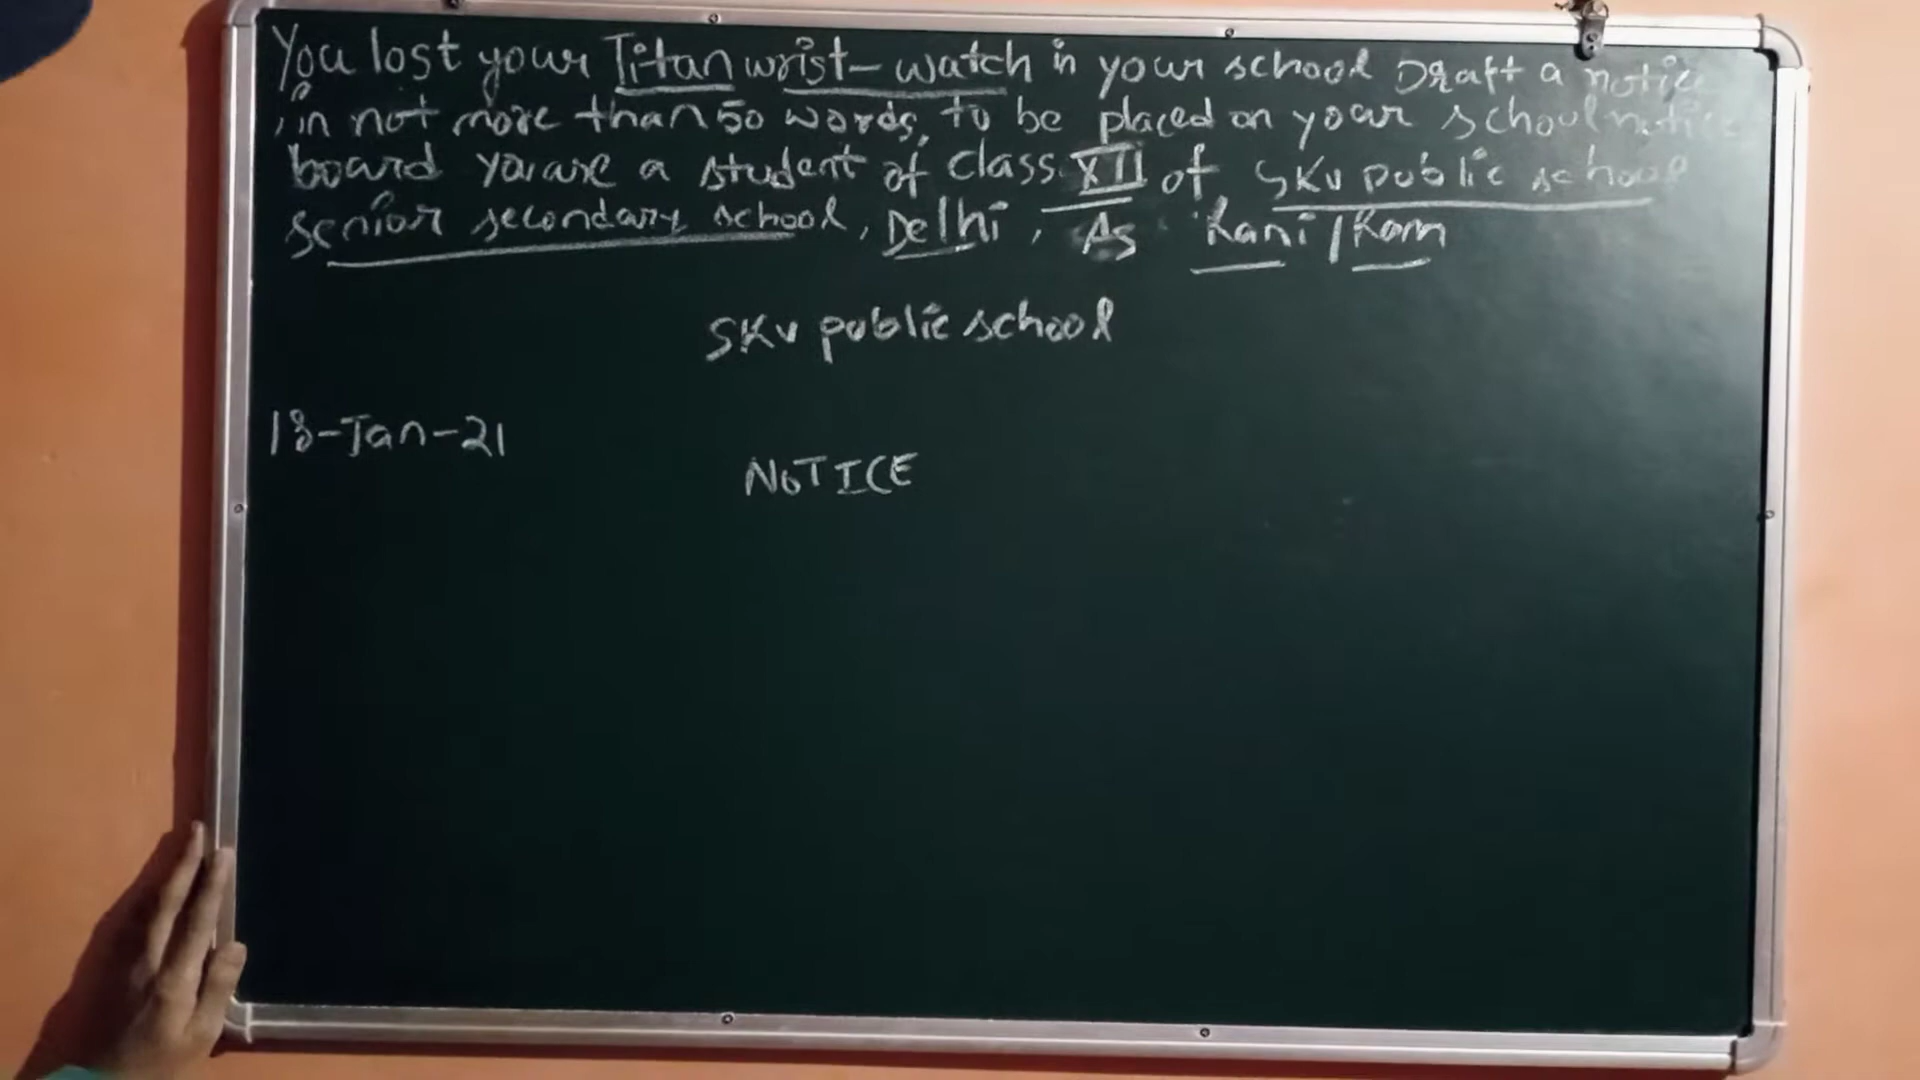 You lost your Titan wrist-watch in your school Draft a notice
in not more than 50 words, to be placed on your school notice
board You are a student of class XII of SKV public school
senior secondary school, Delhi, As Rani/Ram
SKV public school
18-Jan-21
NOTICE